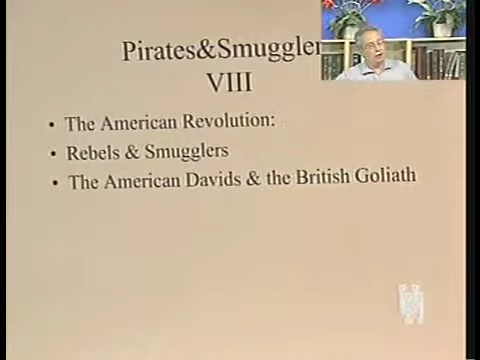 Pirates&Smuggler
VIII
• The American Revolution:
• Rebels & Smugglers
• The American Davids & the British Goliath